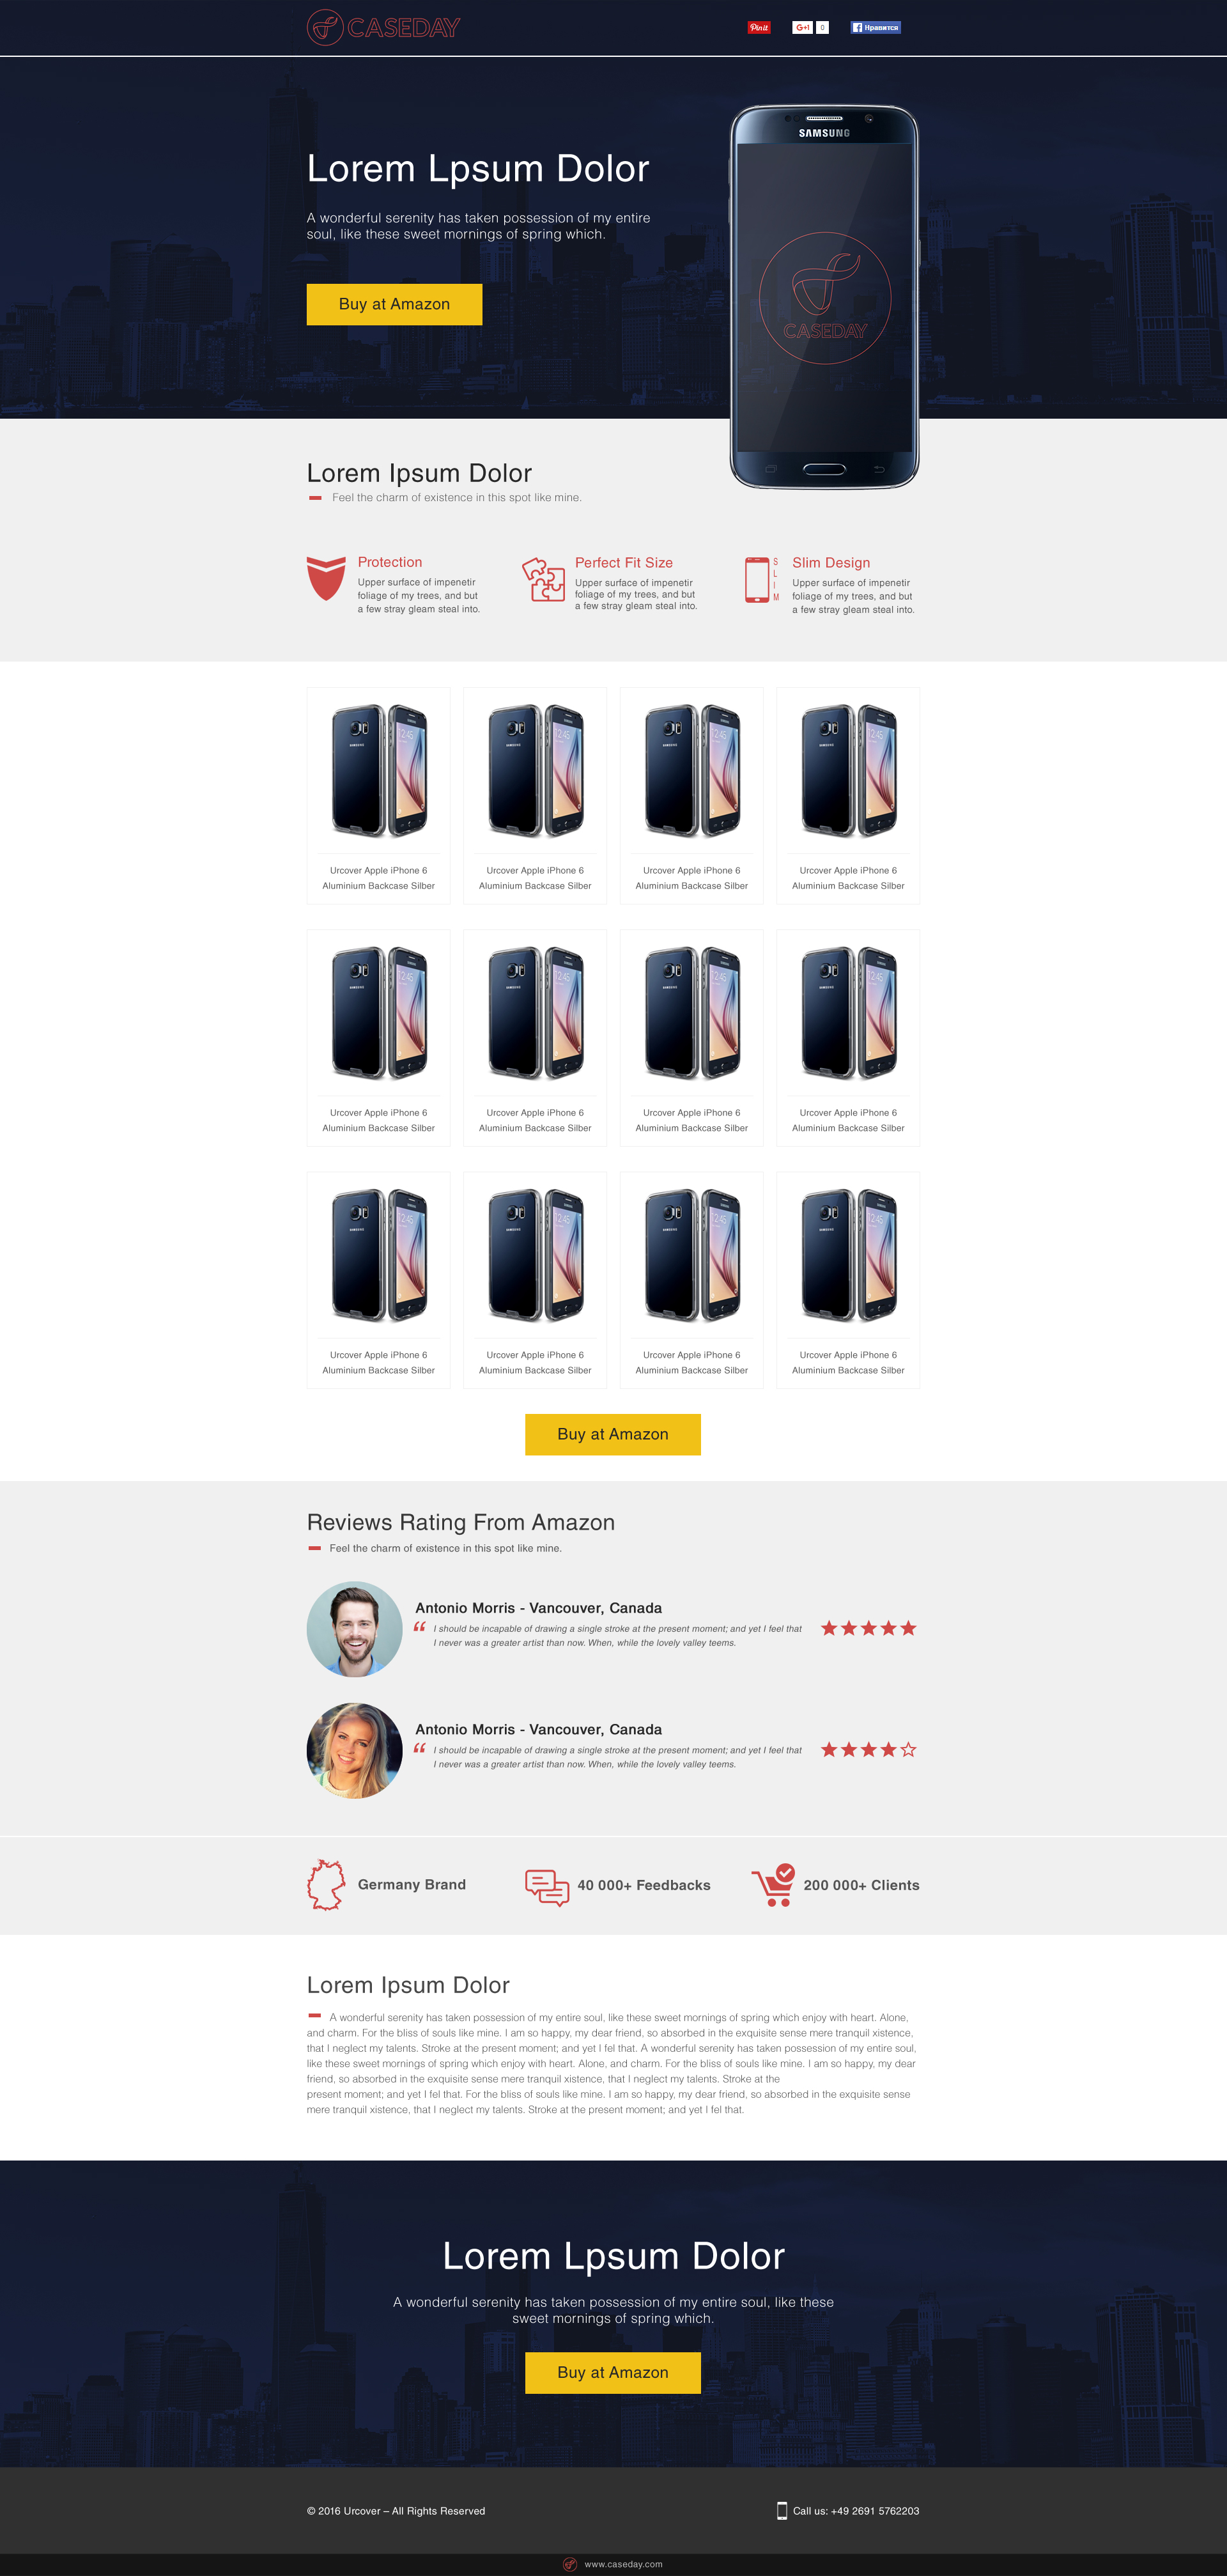 CASEDAY
Pinit
G+1
0
Нравится
SAMSUNG
Lorem Lpsum Dolor
A wonderful serenity has taken possession of my entire
soul, like these sweet mornings of spring which.
Buy at Amazon
CASEDAY
Lorem Ipsum Dolor
Feel the charm of existence in this spot like mine.
Protection
Upper surface of impenetir
foliage of my trees, and but
a few stray gleam steal into.
Perfect Fit Size
Upper surface of impenetir
foliage of my trees, and but
a few stray gleam steal into.
SLIM
Slim Design
Upper surface of impenetir
foliage of my trees, and but
a few stray gleam steal into.
Urcover Apple iPhone 6
Aluminium Backcase Silber
Urcover Apple iPhone 6
Aluminium Backcase Silber
Urcover Apple iPhone 6
Aluminium Backcase Silber
Urcover Apple iPhone 6
Aluminium Backcase Silber
Urcover Apple iPhone 6
Aluminium Backcase Silber
Urcover Apple iPhone 6
Aluminium Backcase Silber
Urcover Apple iPhone 6
Aluminium Backcase Silber
Urcover Apple iPhone 6
Aluminium Backcase Silber
Urcover Apple iPhone 6
Aluminium Backcase Silber
Urcover Apple iPhone 6
Aluminium Backcase Silber
Urcover Apple iPhone 6
Aluminium Backcase Silber
Urcover Apple iPhone 6
Aluminium Backcase Silber
Buy at Amazon
Reviews Rating From Amazon
Feel the charm of existence in this spot like mine.
Antonio Morris - Vancouver, Canada
“ I should be incapable of drawing a single stroke at the present moment; and yet I feel that
I never was a greater artist than now. When, while the lovely valley teems.
Antonio Morris - Vancouver, Canada
“ I should be incapable of drawing a single stroke at the present moment; and yet I feel that
I never was a greater artist than now. When, while the lovely valley teems.
Germany Brand
40 000+ Feedbacks
200 000+ Clients
Lorem Ipsum Dolor
A wonderful serenity has taken possession of my entire soul, like these sweet mornings of spring which enjoy with heart. Alone,
and charm. For the bliss of souls like mine. I am so happy, my dear friend, so absorbed in the exquisite sense mere tranquil xistence,
that I neglect my talents. Stroke at the present moment; and yet I fel that. A wonderful serenity has taken possession of my entire soul,
like these sweet mornings of spring which enjoy with heart. Alone, and charm. For the bliss of souls like mine. I am so happy, my dear
friend, so absorbed in the exquisite sense mere tranquil xistence, that I neglect my talents. Stroke at the
present moment; and yet I fel that. For the bliss of souls like mine. I am so happy, my dear friend, so absorbed in the exquisite sense
mere tranquil xistence, that I neglect my talents. Stroke at the present moment; and yet I fel that.
Lorem Lpsum Dolor
A wonderful serenity has taken possession of my entire soul, like these
sweet mornings of spring which.
Buy at Amazon
© 2016 Urcover – All Rights Reserved
Call us: +49 2691 5762203
www.caseday.com